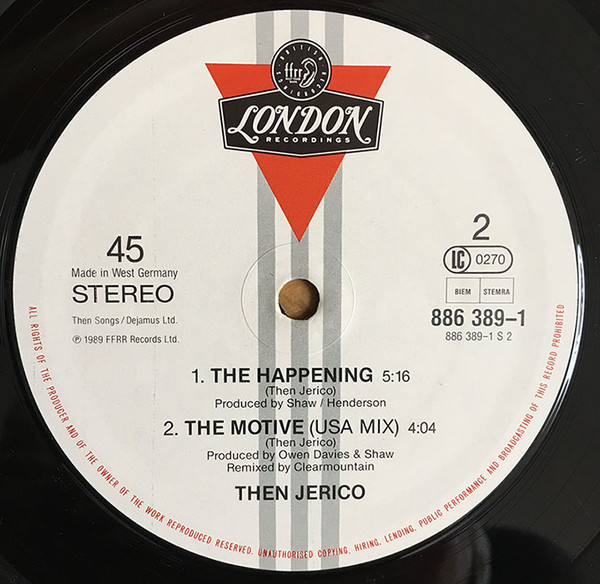 BRITISH
ffrr
RECORDINGS
LONDON
RECORDINGS
45
Made in West Germany
STEREO
Then Songs / Dejamus Ltd.
℗ 1989 FFRR Records Ltd.
2
LC 0270
BIEM STEMRA
886 389-1
886 389-1 S 2
1. THE HAPPENING 5:16
(Then Jerico)
Produced by Shaw / Henderson
2. THE MOTIVE (USA MIX) 4:04
(Then Jerico)
Produced by Owen Davies & Shaw
Remixed by Clearmountain
THEN JERICO
ALL RIGHTS OF THE PRODUCER AND OF THE OWNER OF THE WORK REPRODUCED RESERVED. UNAUTHORISED COPYING, HIRING, LENDING, PUBLIC PERFORMANCE AND BROADCASTING OF THIS RECORD PROHIBITED